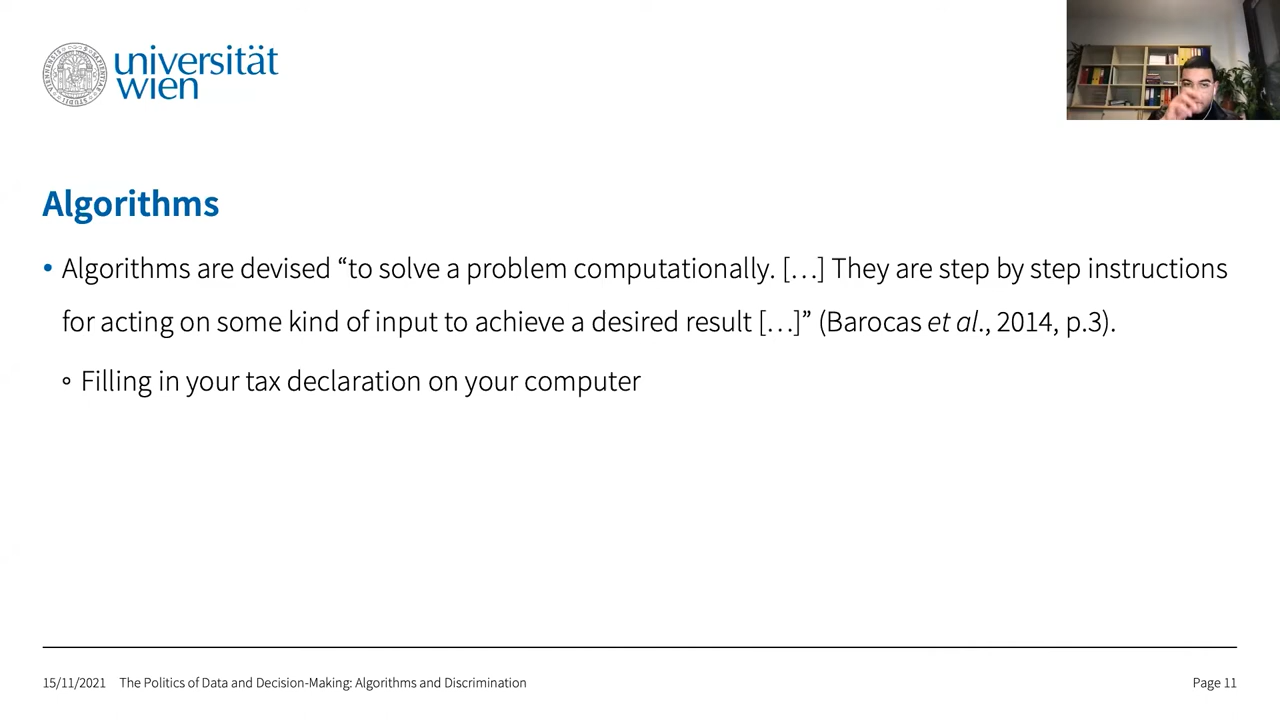 universität
wien
Algorithms
• Algorithms are devised “to solve a problem computationally. […] They are step by step instructions
for acting on some kind of input to achieve a desired result […]” (Barocas et al., 2014, p.3).
∘ Filling in your tax declaration on your computer
15/11/2021 The Politics of Data and Decision-Making: Algorithms and Discrimination Page 11